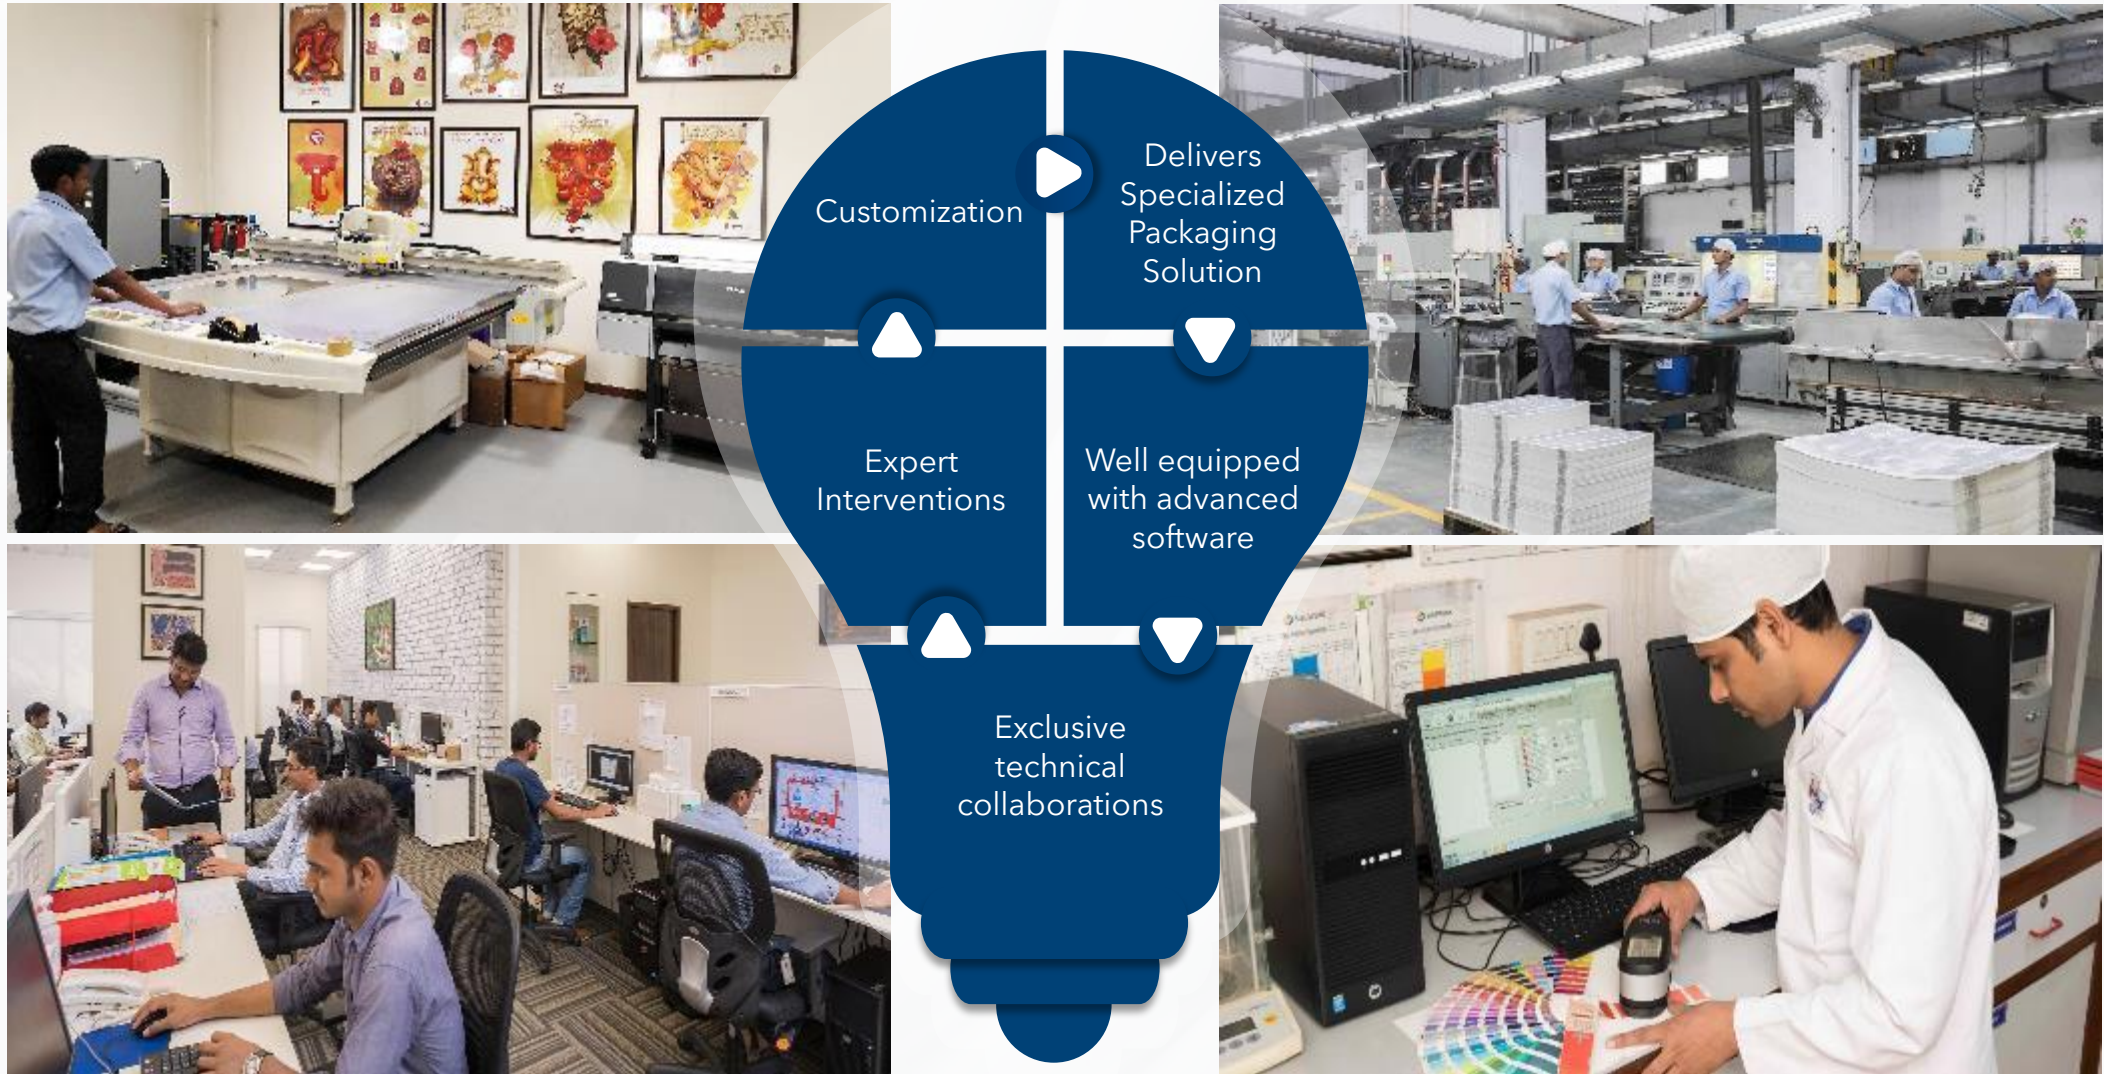 Customization
Delivers
Specialized
Packaging
Solution
Expert
Interventions
Well equipped
with advanced
software
Exclusive
technical
collaborations